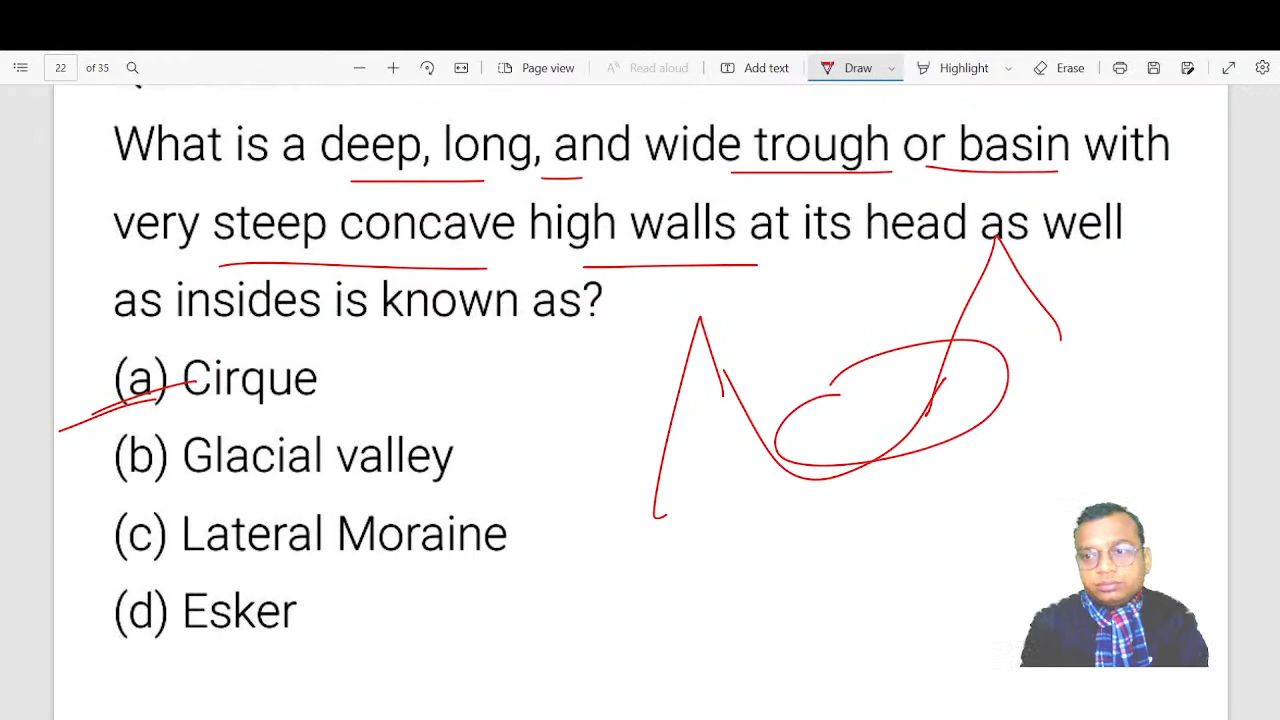 22 of 35 Page view Read aloud Add text Draw Highlight Erase
What is a deep, long, and wide trough or basin with
very steep concave high walls at its head as well
as insides is known as?
(a) Cirque
(b) Glacial valley
(c) Lateral Moraine
(d) Esker